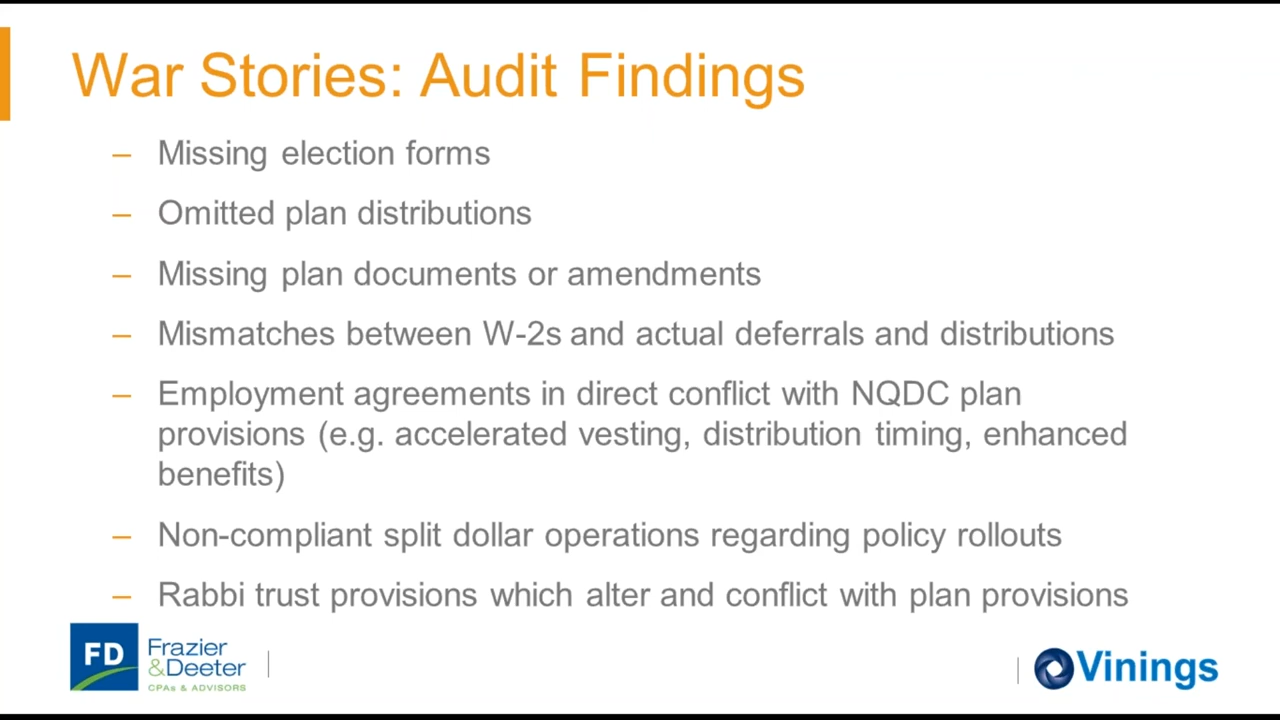 War Stories: Audit Findings
– Missing election forms
– Omitted plan distributions
– Missing plan documents or amendments
– Mismatches between W-2s and actual deferrals and distributions
– Employment agreements in direct conflict with NQDC plan
provisions (e.g. accelerated vesting, distribution timing, enhanced
benefits)
– Non-compliant split dollar operations regarding policy rollouts
– Rabbi trust provisions which alter and conflict with plan provisions
FD
Frazier
&Deeter
CPAs & ADVISORS
Vinings